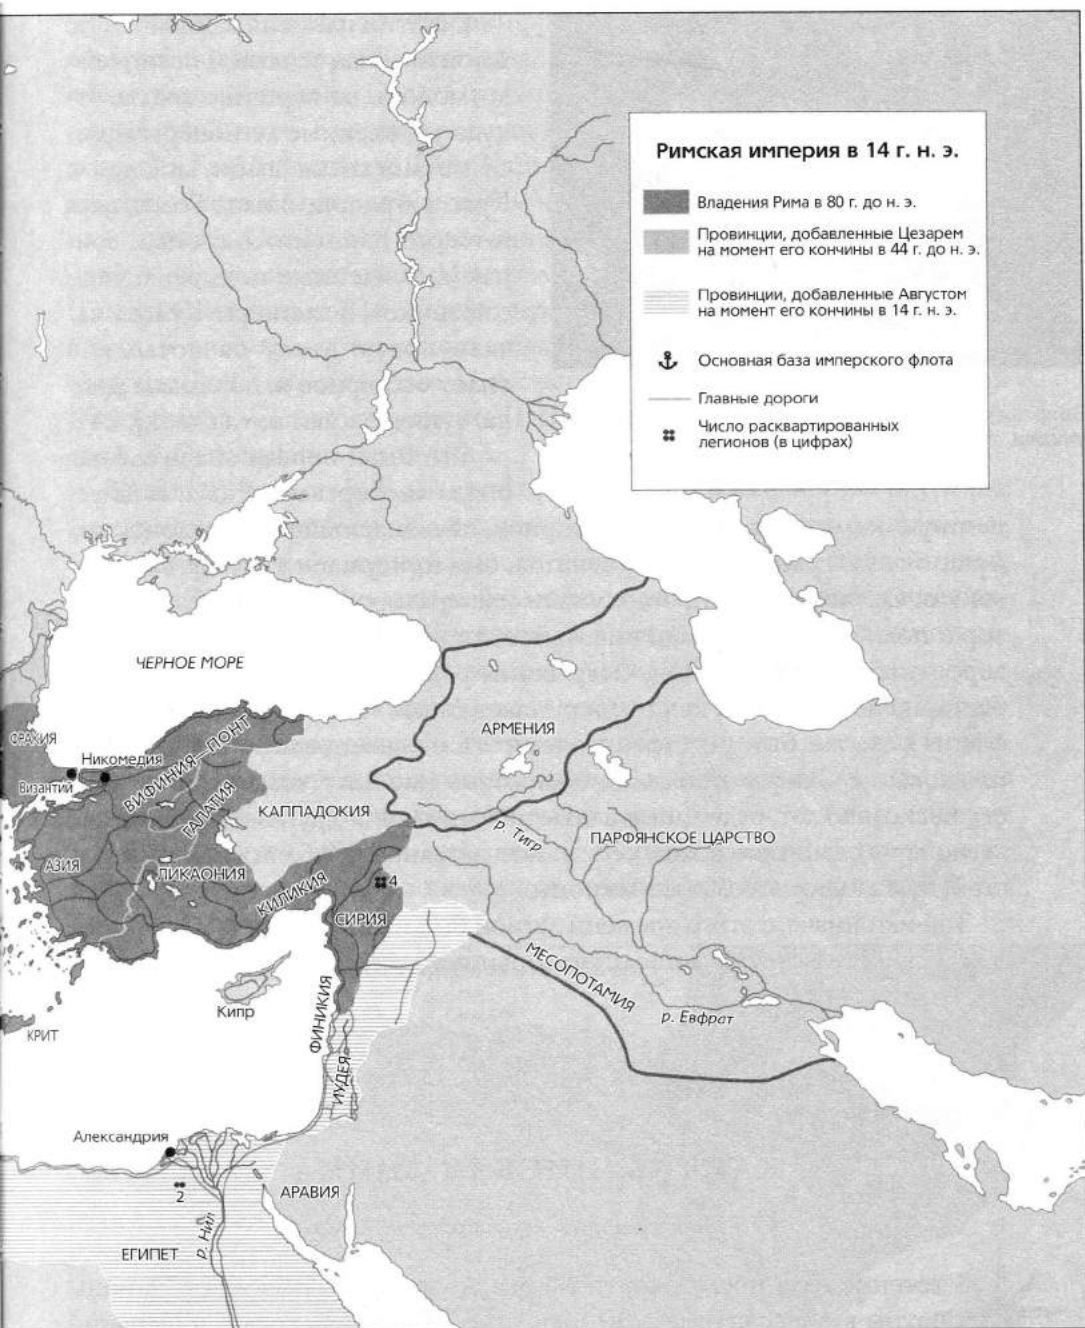 Римская империя в 14 г. н. э.
Владения Рима в 80 г. до н. э.
Провинции, добавленные Цезарем
на момент его кончины в 44 г. до н. э.
Провинции, добавленные Августом
на момент его кончины в 14 г. н. э.
Основная база имперского флота
Главные дороги
Число расквартированных
легионов (в цифрах)
ЧЕРНОЕ МОРЕ
АРМЕНИЯ
ФРАКИЯ
Никомедия
Византий
ВИФИНИЯ—ПОНТ
ГАЛАТИЯ
КАППАДОКИЯ
р. Тигр
ПАРФЯНСКОЕ ЦАРСТВО
АЗИЯ
ЛИКАОНИЯ
КИЛИКИЯ
4
СИРИЯ
МЕСОПОТАМИЯ
Кипр
р. Евфрат
КРИТ
ФИНИКИЯ
ИУДЕЯ
Александрия
2
АРАВИЯ
ЕГИПЕТ
р. Нил